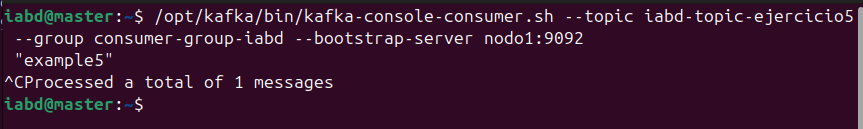 iabd@master:~$ /opt/kafka/bin/kafka-console-consumer.sh --topic iabd-topic-ejercicio5
 --group consumer-group-iabd --bootstrap-server nodo1:9092
 "example5"
^CProcessed a total of 1 messages
iabd@master:~$